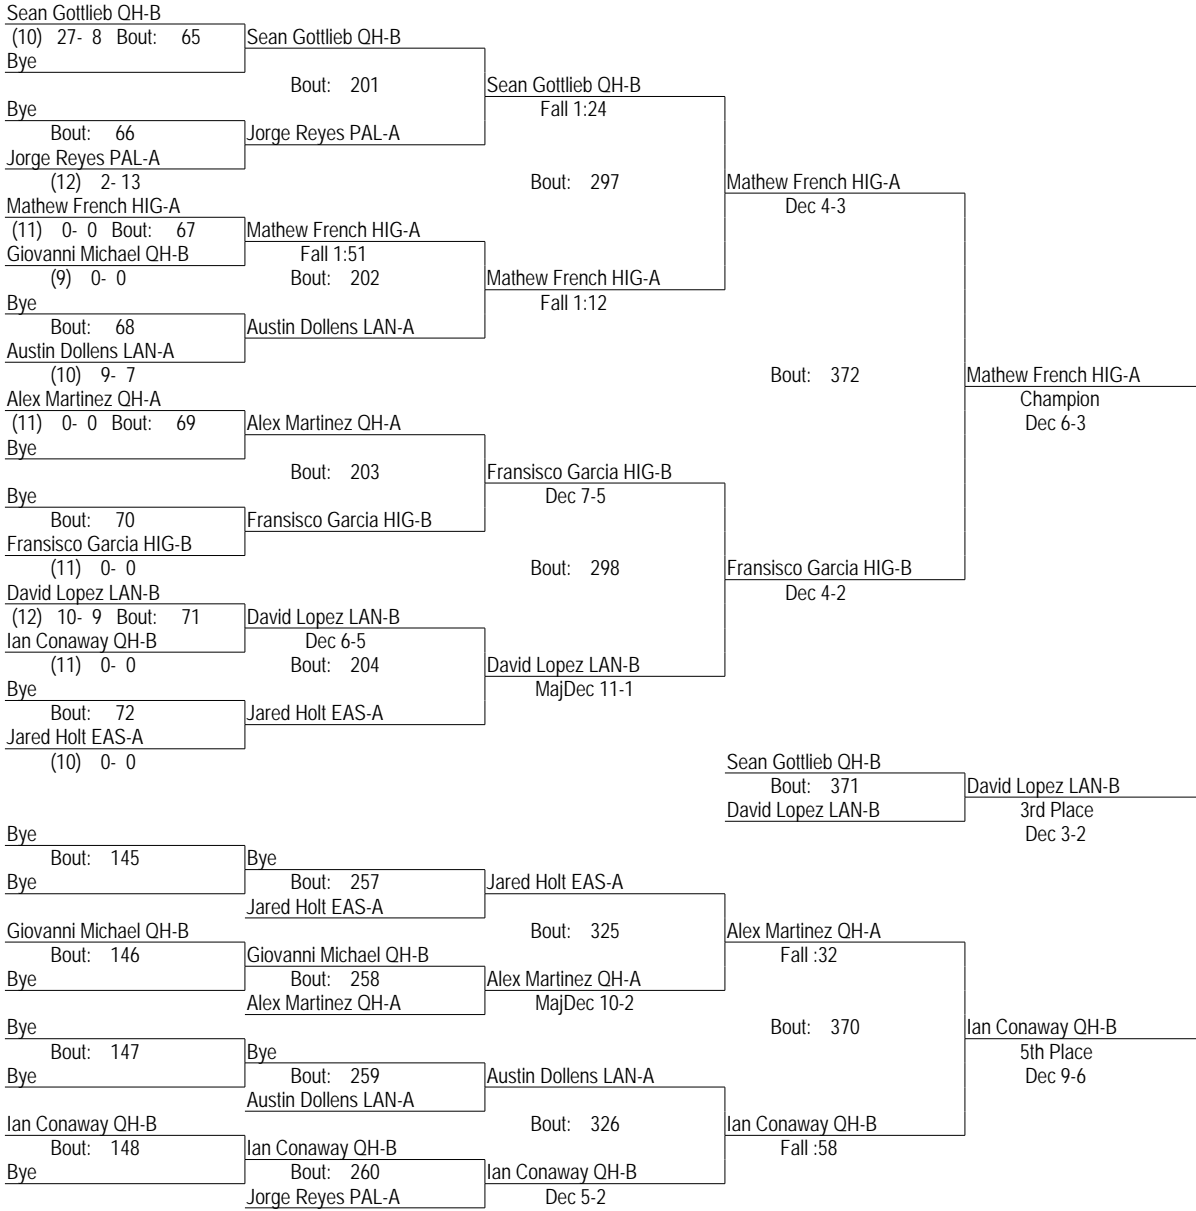 Sean Gottlieb QH-B
(10) 27- 8 Bout: 65 Sean Gottlieb QH-B
Bye
Bout: 201 Sean Gottlieb QH-B
Bye Fall 1:24
Bout: 66 Jorge Reyes PAL-A
Jorge Reyes PAL-A
(12) 2- 13 Bout: 297 Mathew French HIG-A
Mathew French HIG-A Dec 4-3
(11) 0- 0 Bout: 67 Mathew French HIG-A
Giovanni Michael QH-B Fall 1:51
(9) 0- 0 Bout: 202 Mathew French HIG-A
Bye Fall 1:12
Bout: 68 Austin Dollens LAN-A
Austin Dollens LAN-A
(10) 9- 7 Bout: 372 Mathew French HIG-A
Alex Martinez QH-A Champion
(11) 0- 0 Bout: 69 Alex Martinez QH-A Dec 6-3
Bye
Bout: 203 Fransisco Garcia HIG-B
Bye Dec 7-5
Bout: 70 Fransisco Garcia HIG-B
Fransisco Garcia HIG-B
(11) 0- 0 Bout: 298 Fransisco Garcia HIG-B
David Lopez LAN-B Dec 4-2
(12) 10- 9 Bout: 71 David Lopez LAN-B
Ian Conaway QH-B Dec 6-5
(11) 0- 0 Bout: 204 David Lopez LAN-B
Bye MajDec 11-1
Bout: 72 Jared Holt EAS-A
Jared Holt EAS-A
(10) 0- 0 Sean Gottlieb QH-B
Bout: 371 David Lopez LAN-B
David Lopez LAN-B 3rd Place
Bye Dec 3-2
Bout: 145 Bye
Bye Bout: 257 Jared Holt EAS-A
Jared Holt EAS-A
Giovanni Michael QH-B Bout: 325 Alex Martinez QH-A
Bout: 146 Giovanni Michael QH-B Fall :32
Bye Bout: 258 Alex Martinez QH-A
Alex Martinez QH-A MajDec 10-2
Bye Bout: 370 Ian Conaway QH-B
Bout: 147 Bye 5th Place
Bye Bout: 259 Austin Dollens LAN-A Dec 9-6
Austin Dollens LAN-A
Ian Conaway QH-B Bout: 326 Ian Conaway QH-B
Bout: 148 Ian Conaway QH-B Fall :58
Bye Bout: 260 Ian Conaway QH-B
Jorge Reyes PAL-A Dec 5-2